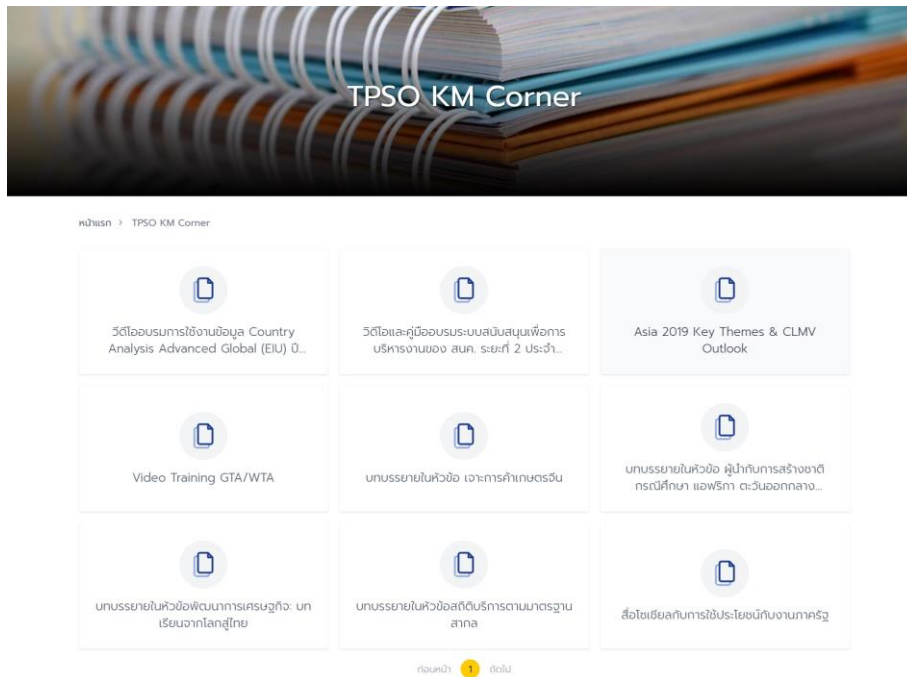 TPSO KM Corner
หน้าแรก > TPSO KM Corner
วีดีโออบรมการใช้งานข้อมูล Country
Analysis Advanced Global (EIU) ปี...
วิดีโอและคู่มืออบรมระบบสนับสนุนเพื่อการ
บริหารงานของ สนค. ระยะที่ 2 ประจำ...
Asia 2019 Key Themes & CLMV
Outlook
Video Training GTA/WTA
บทบรรยายในหัวข้อ เจาะการค้าเกษตรจีน
บทบรรยายในหัวข้อ ผู้นำกับการสร้างชาติ
กรณีศึกษา แอฟริกา ตะวันออกกลาง...
บทบรรยายในหัวข้อพัฒนาการเศรษฐกิจ: บท
เรียนจากโลกสู่ไทย
บทบรรยายในหัวข้อสถิติบริการตามมาตรฐาน
สากล
สื่อโซเชียลกับการใช้ประโยชน์กับงานภาครัฐ
ก่อนหน้า 1 ถัดไป